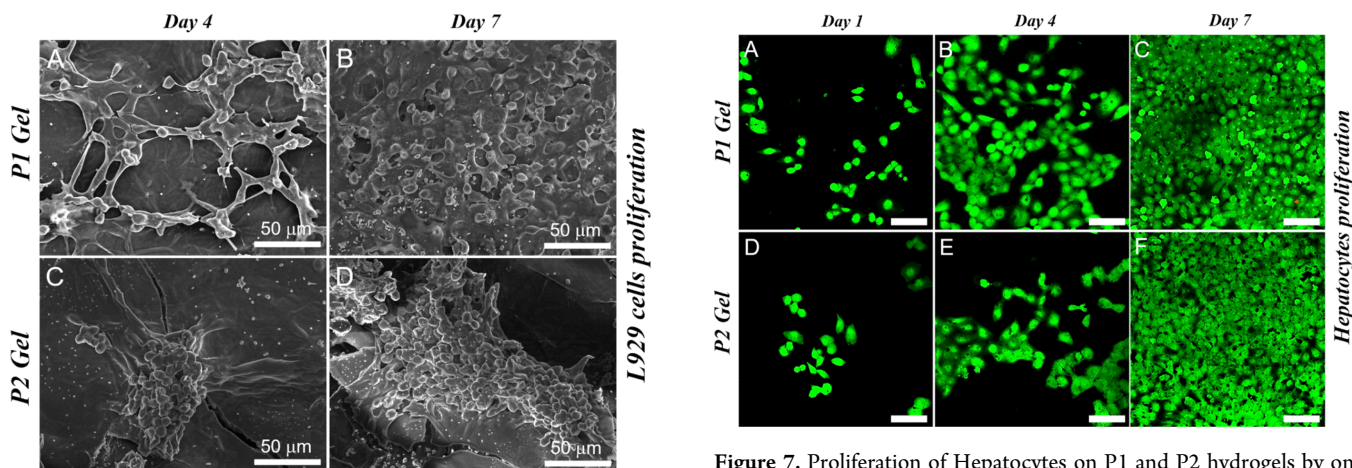 Day 4
Day 7
P1 Gel
A
B
50 µm
50 µm
P2 Gel
C
D
50 µm
50 µm
L929 cells proliferation
Day 1
Day 4
Day 7
P1 Gel
A
B
C
P2 Gel
D
E
F
Hepatocytes proliferation
Figure 7. Proliferation of Hepatocytes on P1 and P2 hydrogels by on